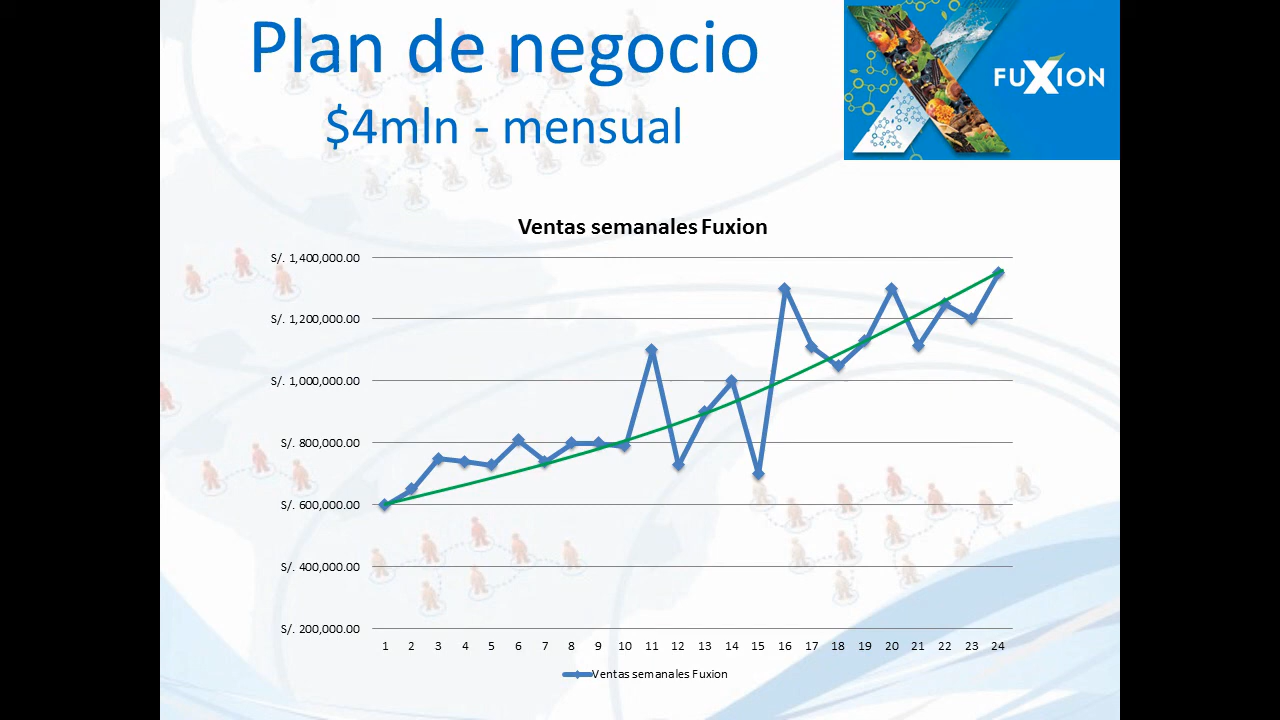 Plan de negocio
$4mln - mensual
FUXION
Ventas semanales Fuxion
S/. 1,400,000.00
S/. 1,200,000.00
S/. 1,000,000.00
S/. 800,000.00
S/. 600,000.00
S/. 400,000.00
S/. 200,000.00
1 2 3 4 5 6 7 8 9 10 11 12 13 14 15 16 17 18 19 20 21 22 23 24
Ventas semanales Fuxion